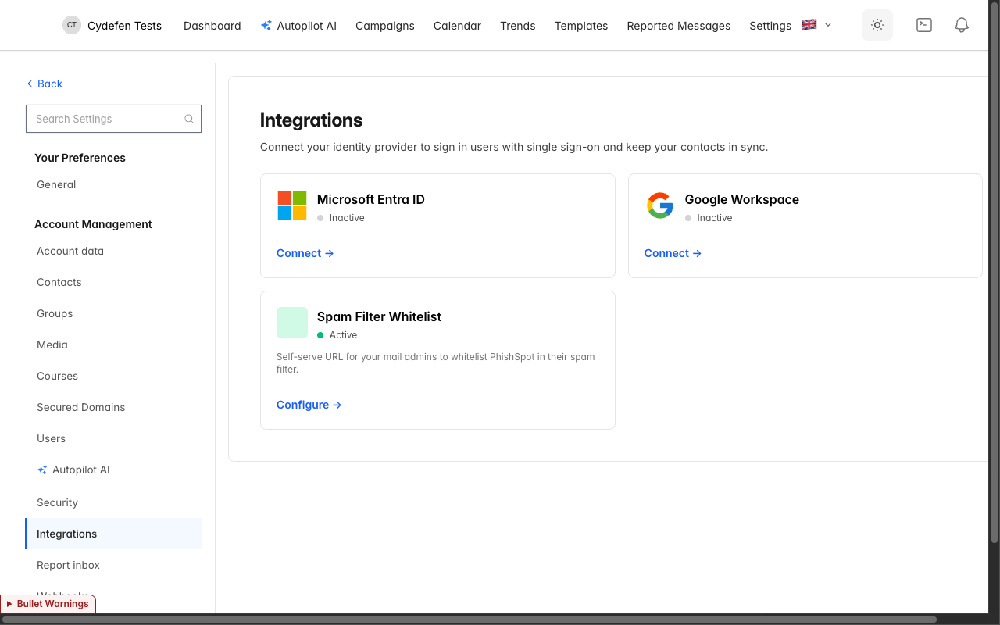 CT Cydefen Tests Dashboard Autopilot AI Campaigns Calendar Trends Templates Reported Messages Settings
Back
Search Settings
Your Preferences
General
Account Management
Account data
Contacts
Groups
Media
Courses
Secured Domains
Users
Autopilot AI
Security
Integrations
Report inbox
Bullet Warnings
Integrations
Connect your identity provider to sign in users with single sign-on and keep your contacts in sync.
Microsoft Entra ID
Inactive
Connect →
Google Workspace
Inactive
Connect →
Spam Filter Whitelist
Active
Self-serve URL for your mail admins to whitelist PhishSpot in their spam
filter.
Configure →